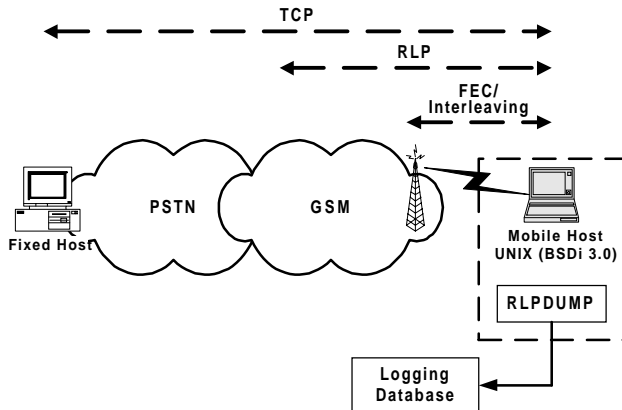 TCP
RLP
FEC/
Interleaving
PSTN
GSM
Fixed Host
Mobile Host
UNIX (BSDi 3.0)
RLPDUMP
Logging
Database